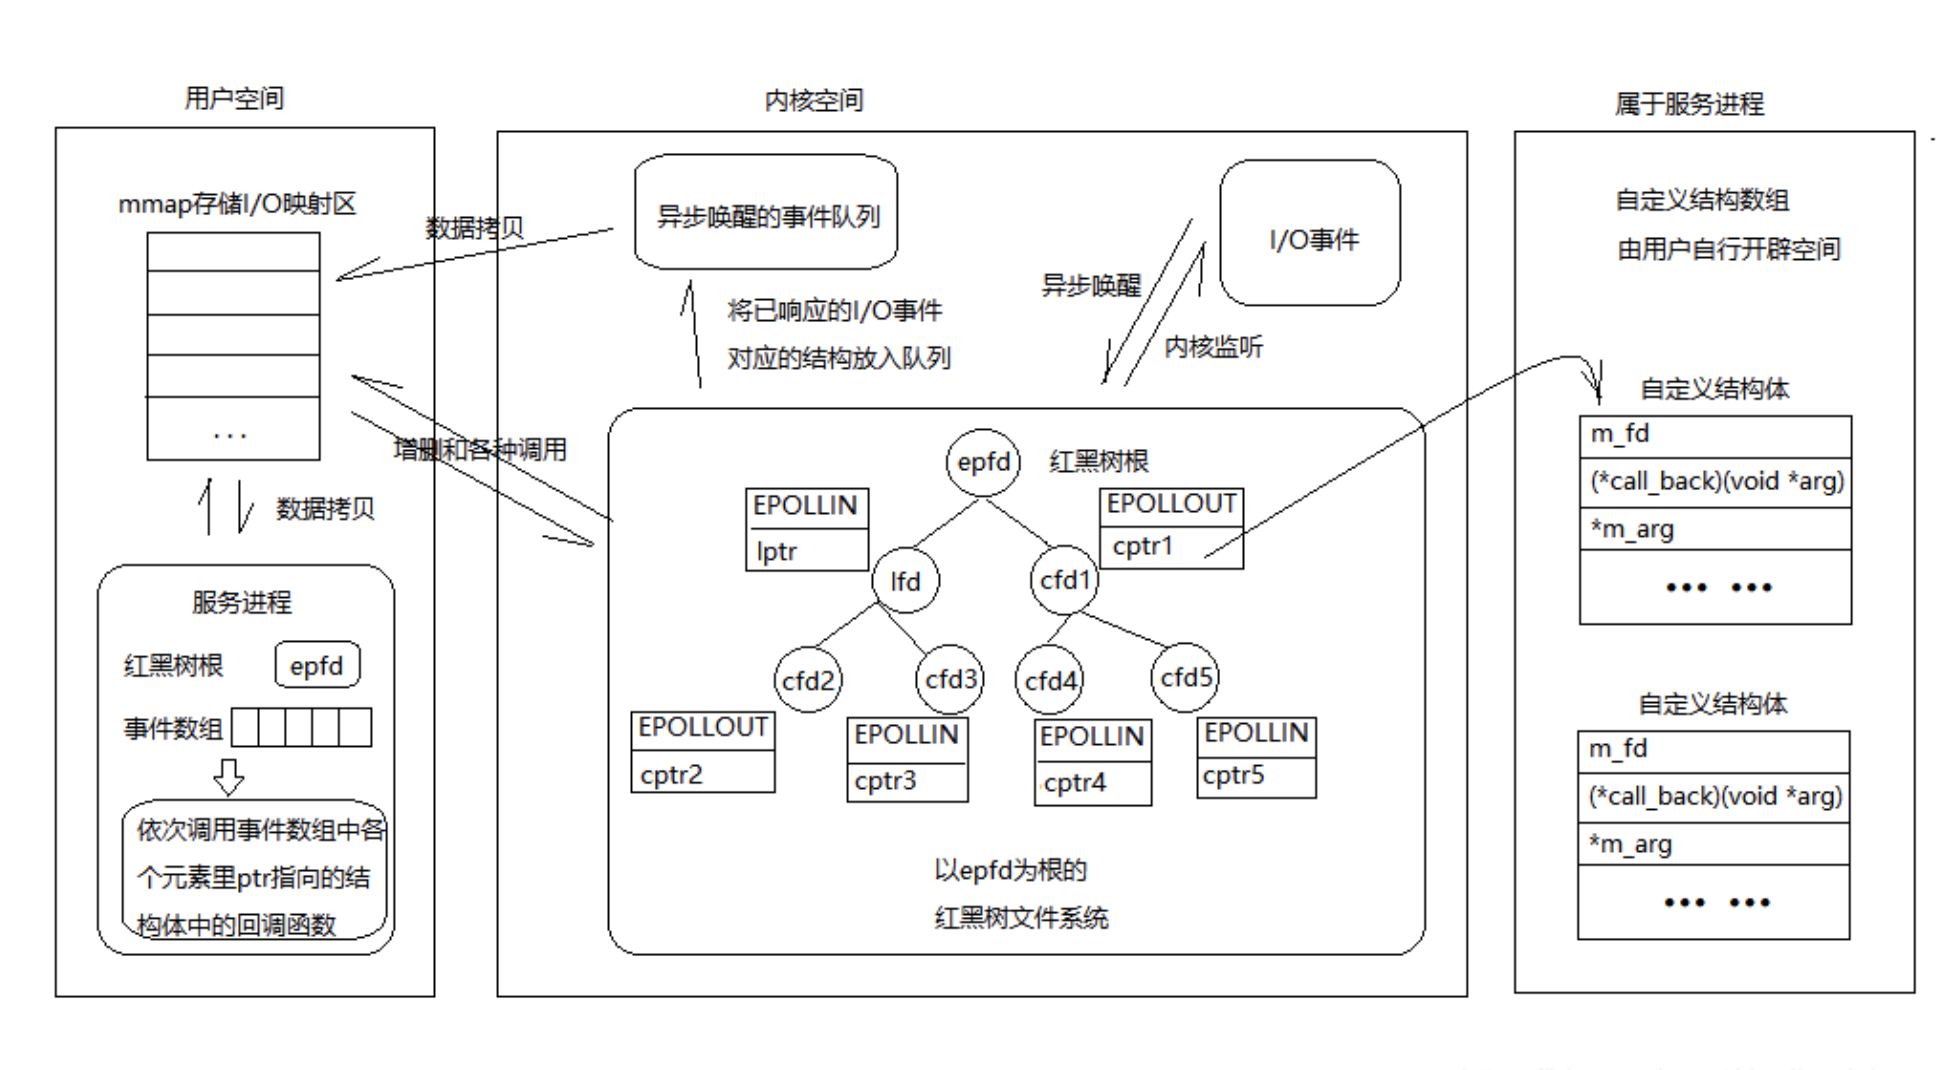 用户空间
mmap存储I/O映射区
...
数据拷贝
服务进程
红黑树根
epfd
事件数组
依次调用事件数组中各
个元素里ptr指向的结
构体中的回调函数
数据拷贝
增删和各种调用
内核空间
异步唤醒的事件队列
将已响应的I/O事件
对应的结构放入队列
I/O事件
异步唤醒
内核监听
epfd
红黑树根
EPOLLIN
lptr
lfd
EPOLLOUT
cptr1
cfd1
cfd2
cfd3
cfd4
cfd5
EPOLLOUT
cptr2
EPOLLIN
cptr3
EPOLLIN
cptr4
EPOLLIN
cptr5
以epfd为根的
红黑树文件系统
属于服务进程
自定义结构数组
由用户自行开辟空间
自定义结构体
m_fd
(*call_back)(void *arg)
*m_arg
... ...
自定义结构体
m_fd
(*call_back)(void *arg)
*m_arg
... ...